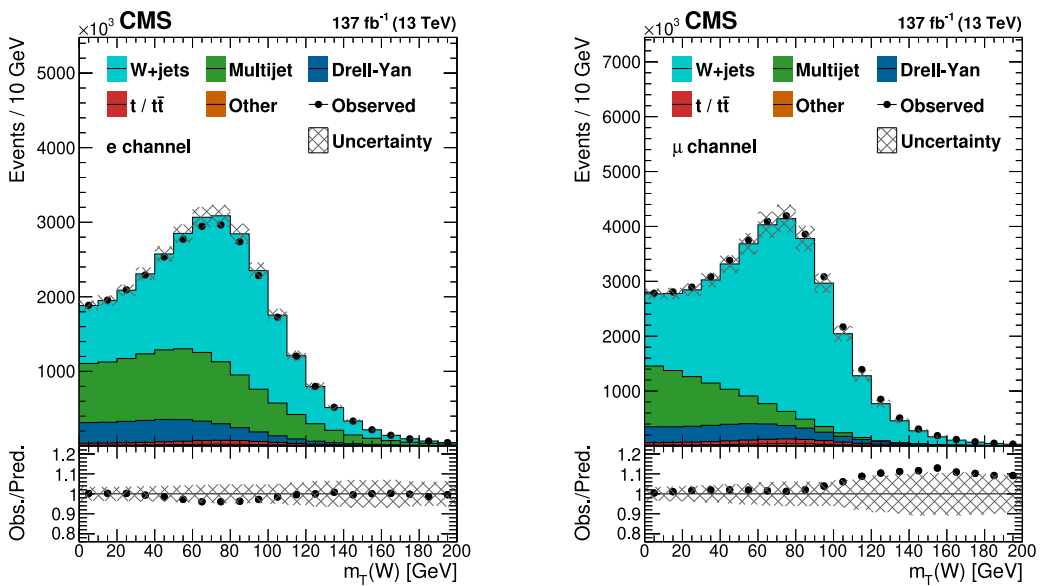 ×10³ CMS 137 fb⁻¹ (13 TeV)
Events / 10 GeV
5000
4000
3000
2000
1000
W+jets Multijet Drell-Yan
t / tt̄ Other Observed
e channel Uncertainty
Obs./Pred.
1.2
1.1
1
0.9
0.8
0 20 40 60 80 100 120 140 160 180 200
m_T(W) [GeV]
×10³ CMS 137 fb⁻¹ (13 TeV)
Events / 10 GeV
7000
6000
5000
4000
3000
2000
1000
W+jets Multijet Drell-Yan
t / tt̄ Other Observed
μ channel Uncertainty
Obs./Pred.
1.2
1.1
1
0.9
0.8
0 20 40 60 80 100 120 140 160 180 200
m_T(W) [GeV]